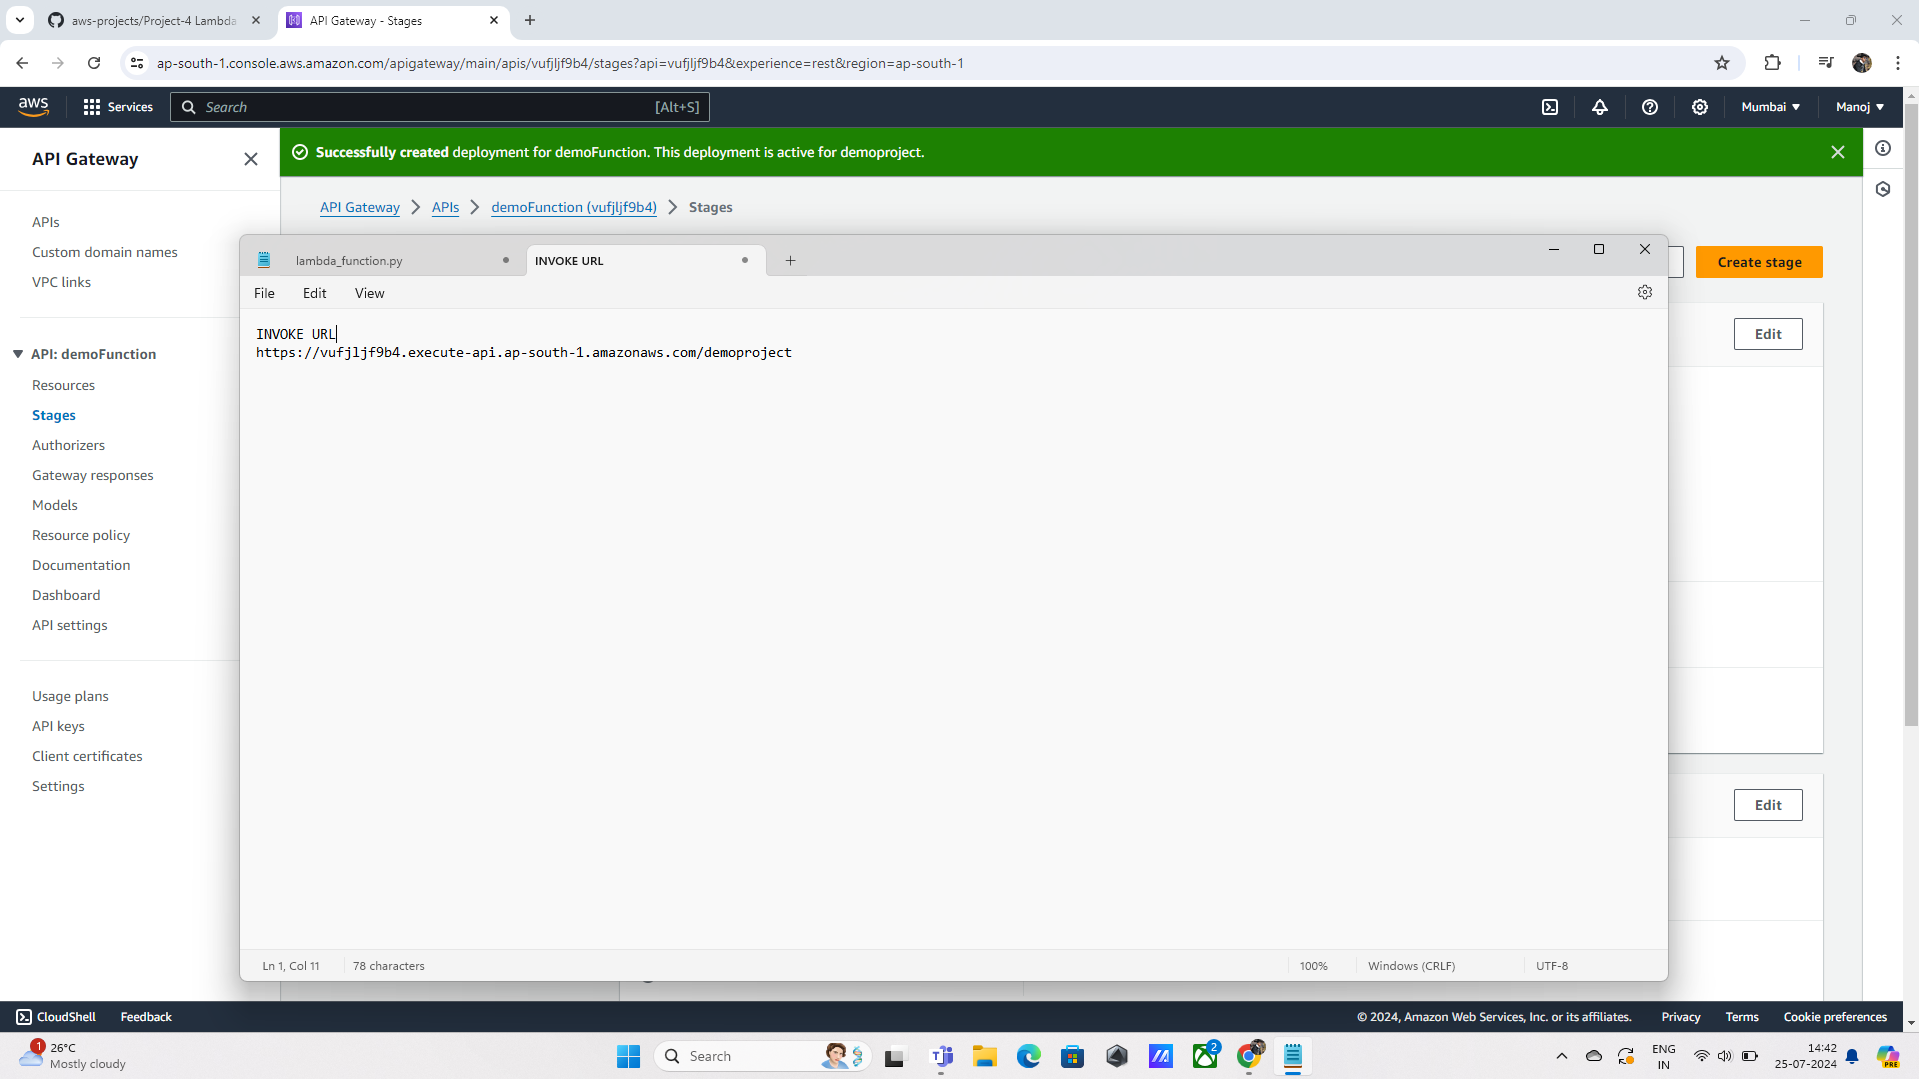 aws-projects/Project-4 Lambda
API Gateway - Stages
ap-south-1.console.aws.amazon.com/apigateway/main/apis/vufjljf9b4/stages?api=vufjljf9b4&experience=rest&region=ap-south-1
aws
Services
Search
[Alt+S]
Mumbai
Manoj
API Gateway
Successfully created deployment for demoFunction. This deployment is active for demoproject.
API Gateway
APIs
demoFunction (vufjljf9b4)
Stages
APIs
Custom domain names
VPC links
API: demoFunction
Resources
Stages
Authorizers
Gateway responses
Models
Resource policy
Documentation
Dashboard
API settings
Usage plans
API keys
Client certificates
Settings
Create stage
Edit
Edit
lambda_function.py
INVOKE URL
File
Edit
View
INVOKE URL
https://vufjljf9b4.execute-api.ap-south-1.amazonaws.com/demoproject
Ln 1, Col 11
78 characters
100%
Windows (CRLF)
UTF-8
CloudShell
Feedback
© 2024, Amazon Web Services, Inc. or its affiliates.
Privacy
Terms
Cookie preferences
1
26°C
Mostly cloudy
Search
2
ENG
IN
14:42
25-07-2024
PRE